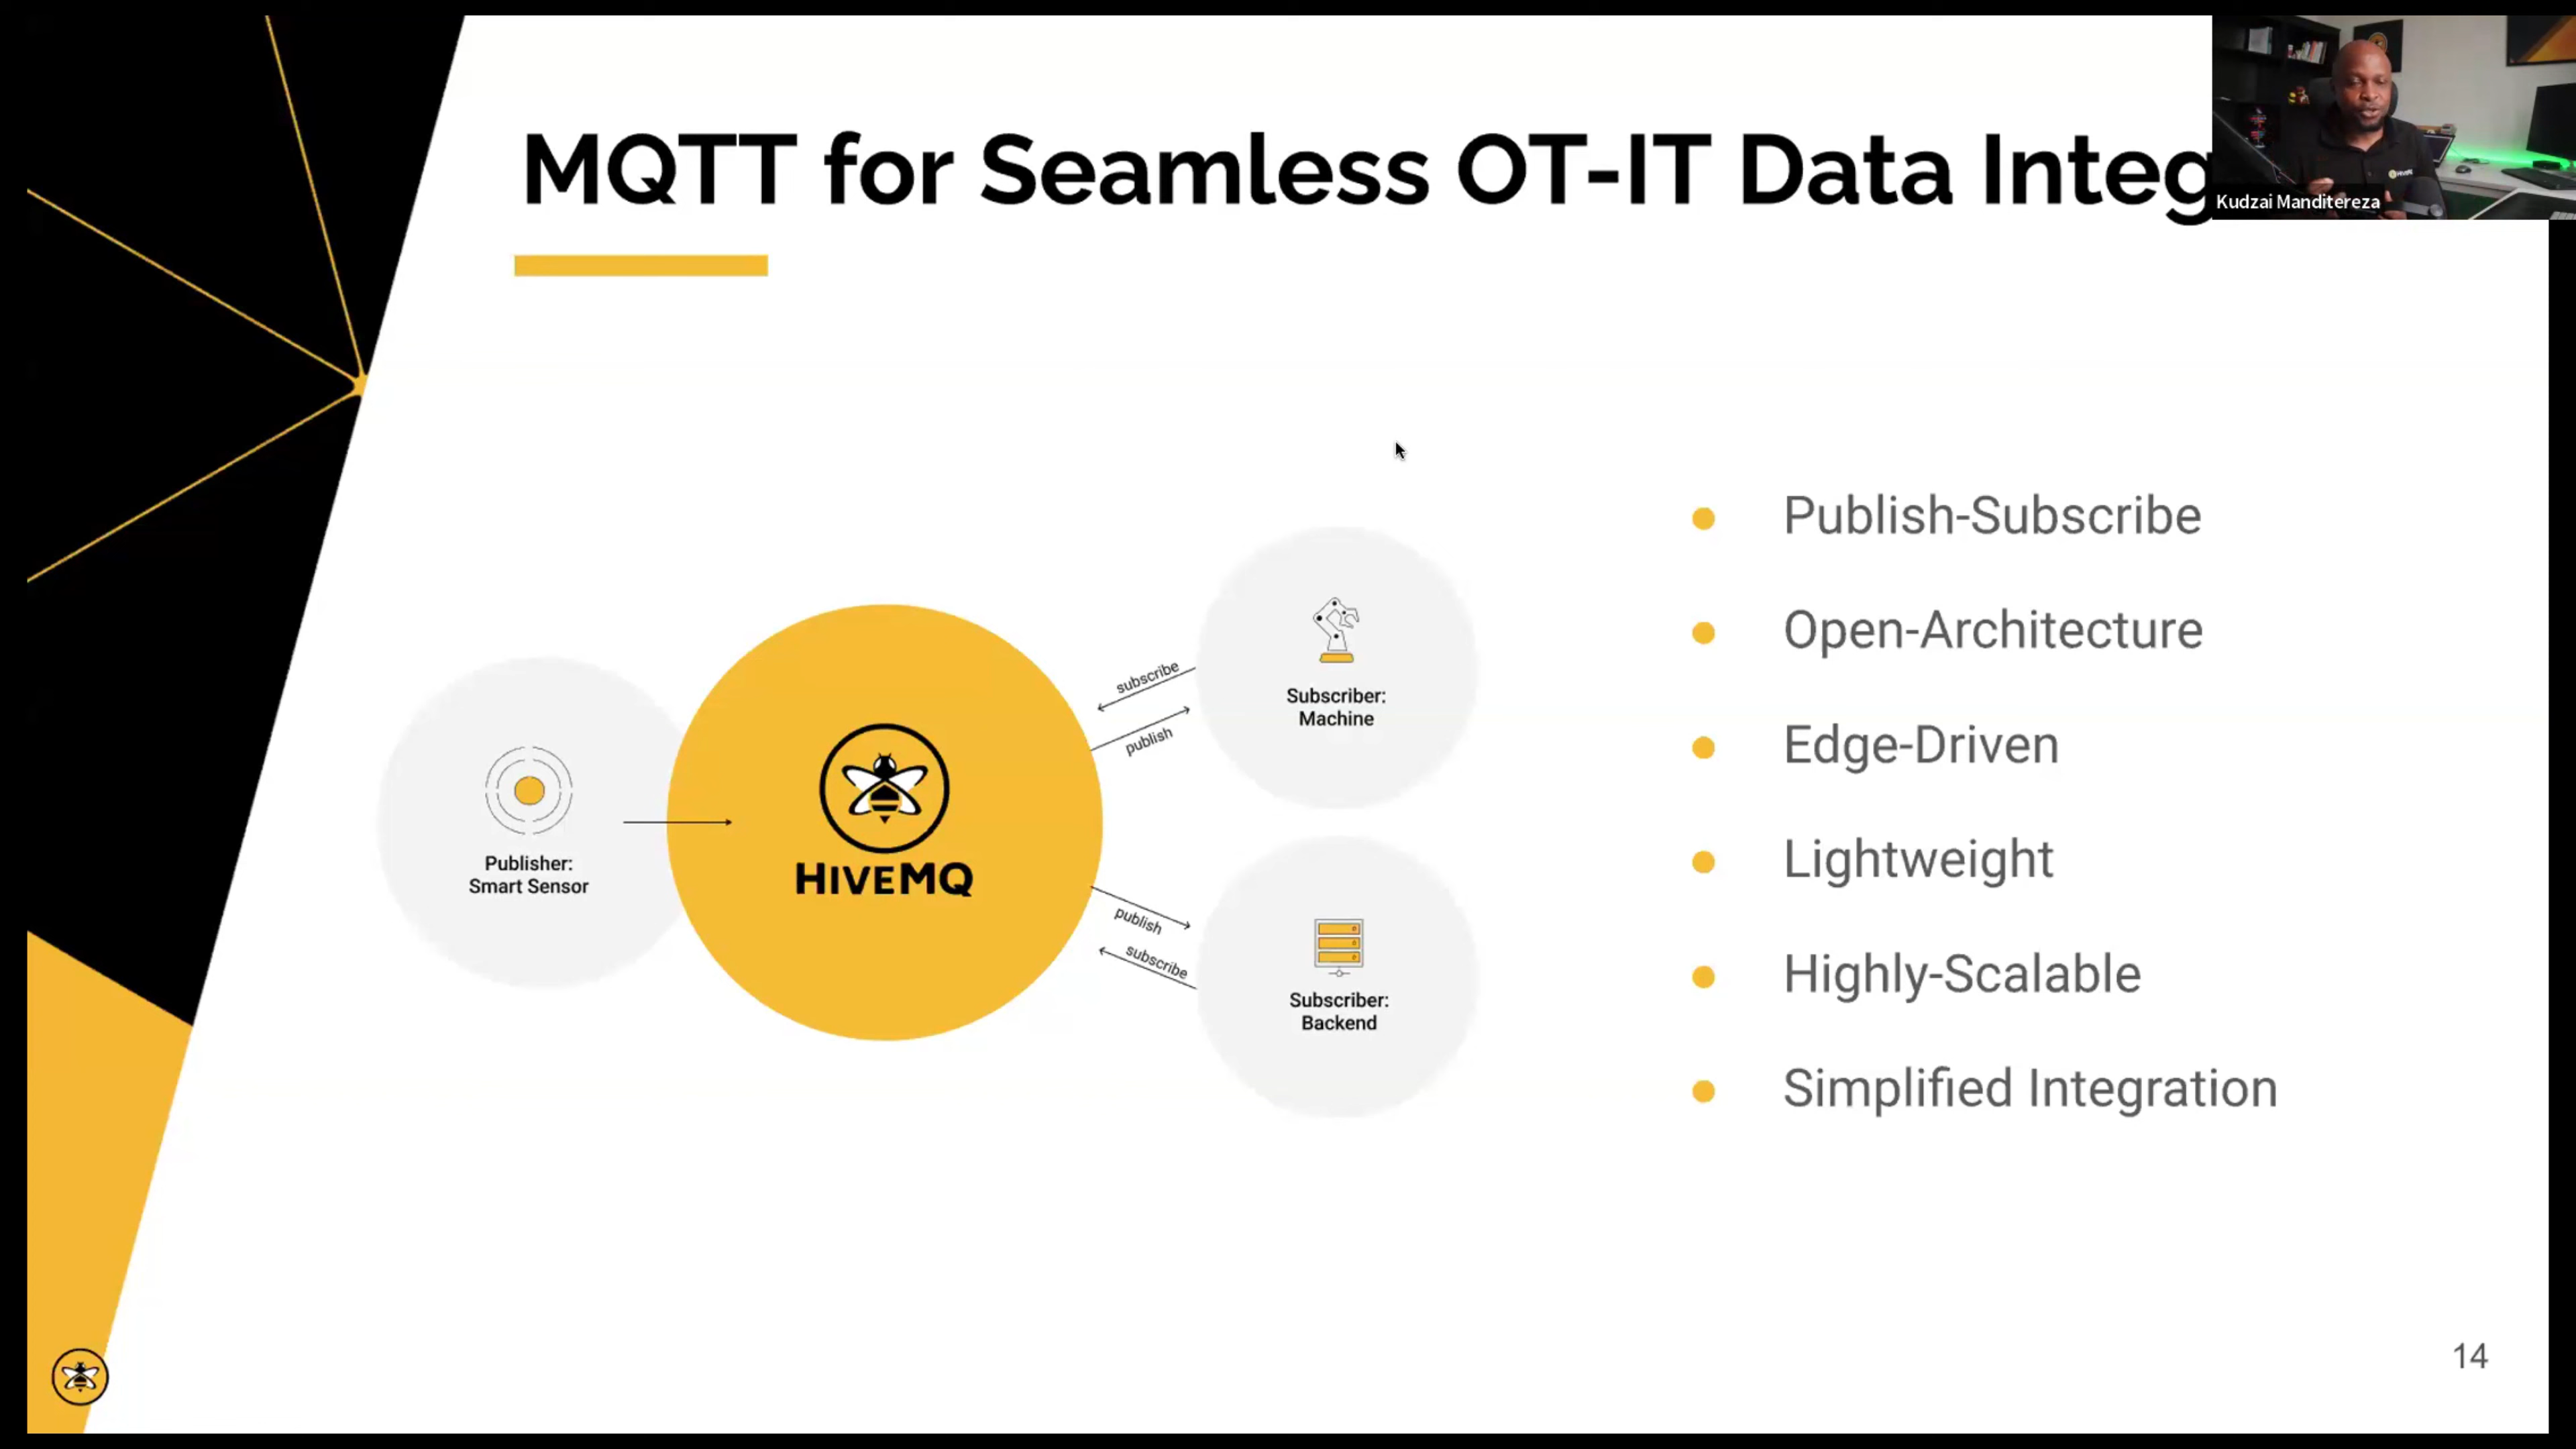 MQTT for Seamless OT-IT Data Integ
Kudzai Manditereza
Publisher:
Smart Sensor
HIVEMQ
subscribe
publish
Subscriber:
Machine
publish
subscribe
Subscriber:
Backend
Publish-Subscribe
Open-Architecture
Edge-Driven
Lightweight
Highly-Scalable
Simplified Integration
14